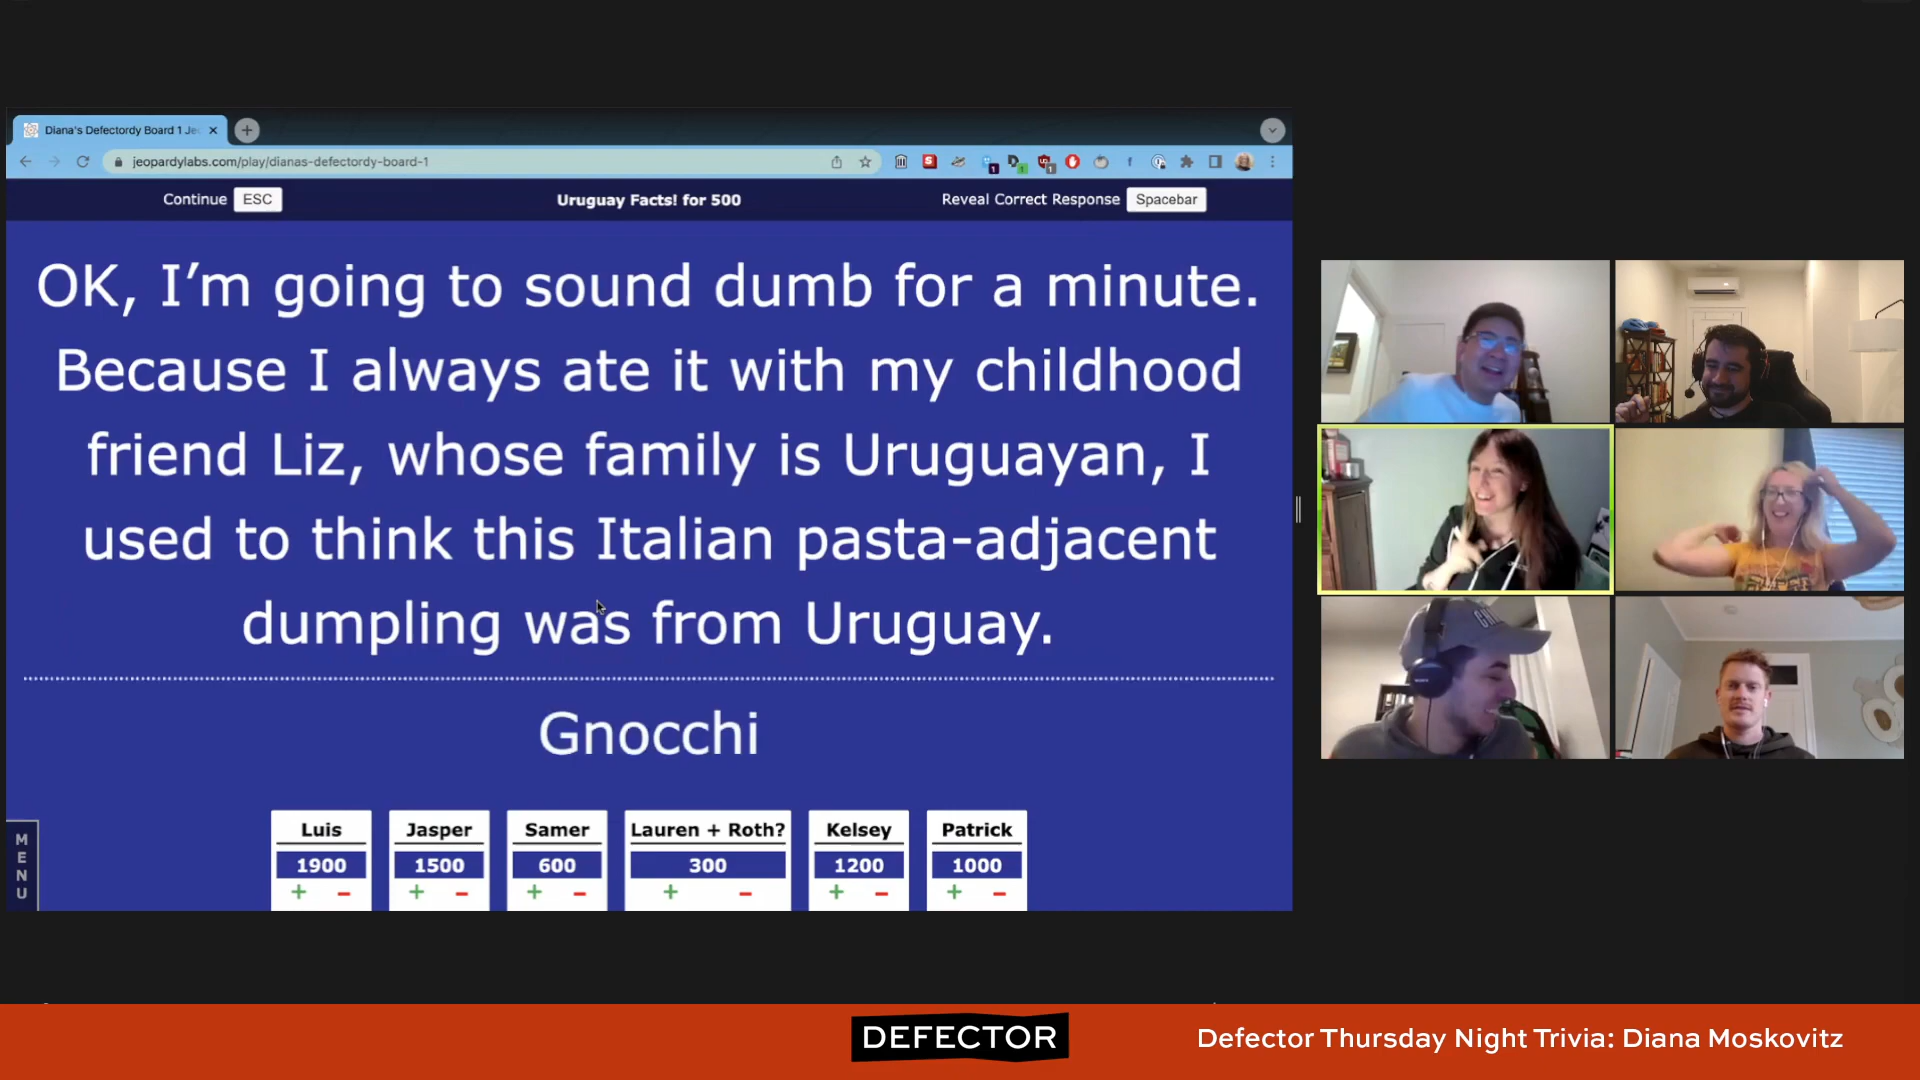 Diana's Defectordy Board 1 Je
jeopardylabs.com/play/dianas-defectordy-board-1
Continue ESC
Uruguay Facts! for 500
Reveal Correct Response Spacebar
OK, I'm going to sound dumb for a minute.
Because I always ate it with my childhood
friend Liz, whose family is Uruguayan, I
used to think this Italian pasta-adjacent
dumpling was from Uruguay.
Gnocchi
MENU
Luis Jasper Samer Lauren + Roth? Kelsey Patrick
1900 1500 600 300 1200 1000
+ - + - + - + - + - + -
DEFECTOR
Defector Thursday Night Trivia: Diana Moskovitz